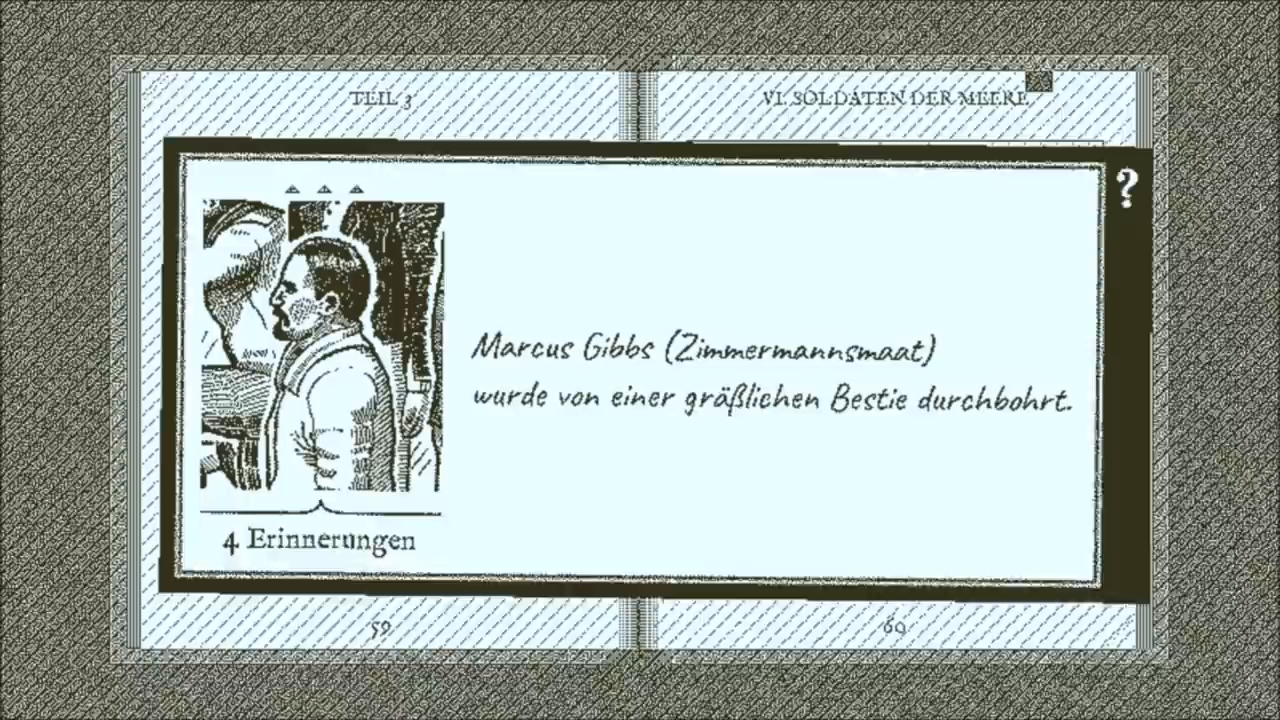 TEIL 3
VI. SOLDATEN DER MEERE
?
Marcus Gibbs (Zimmermannsmaat)
wurde von einer gräßlichen Bestie durchbohrt.
4 Erinnerungen
59
60